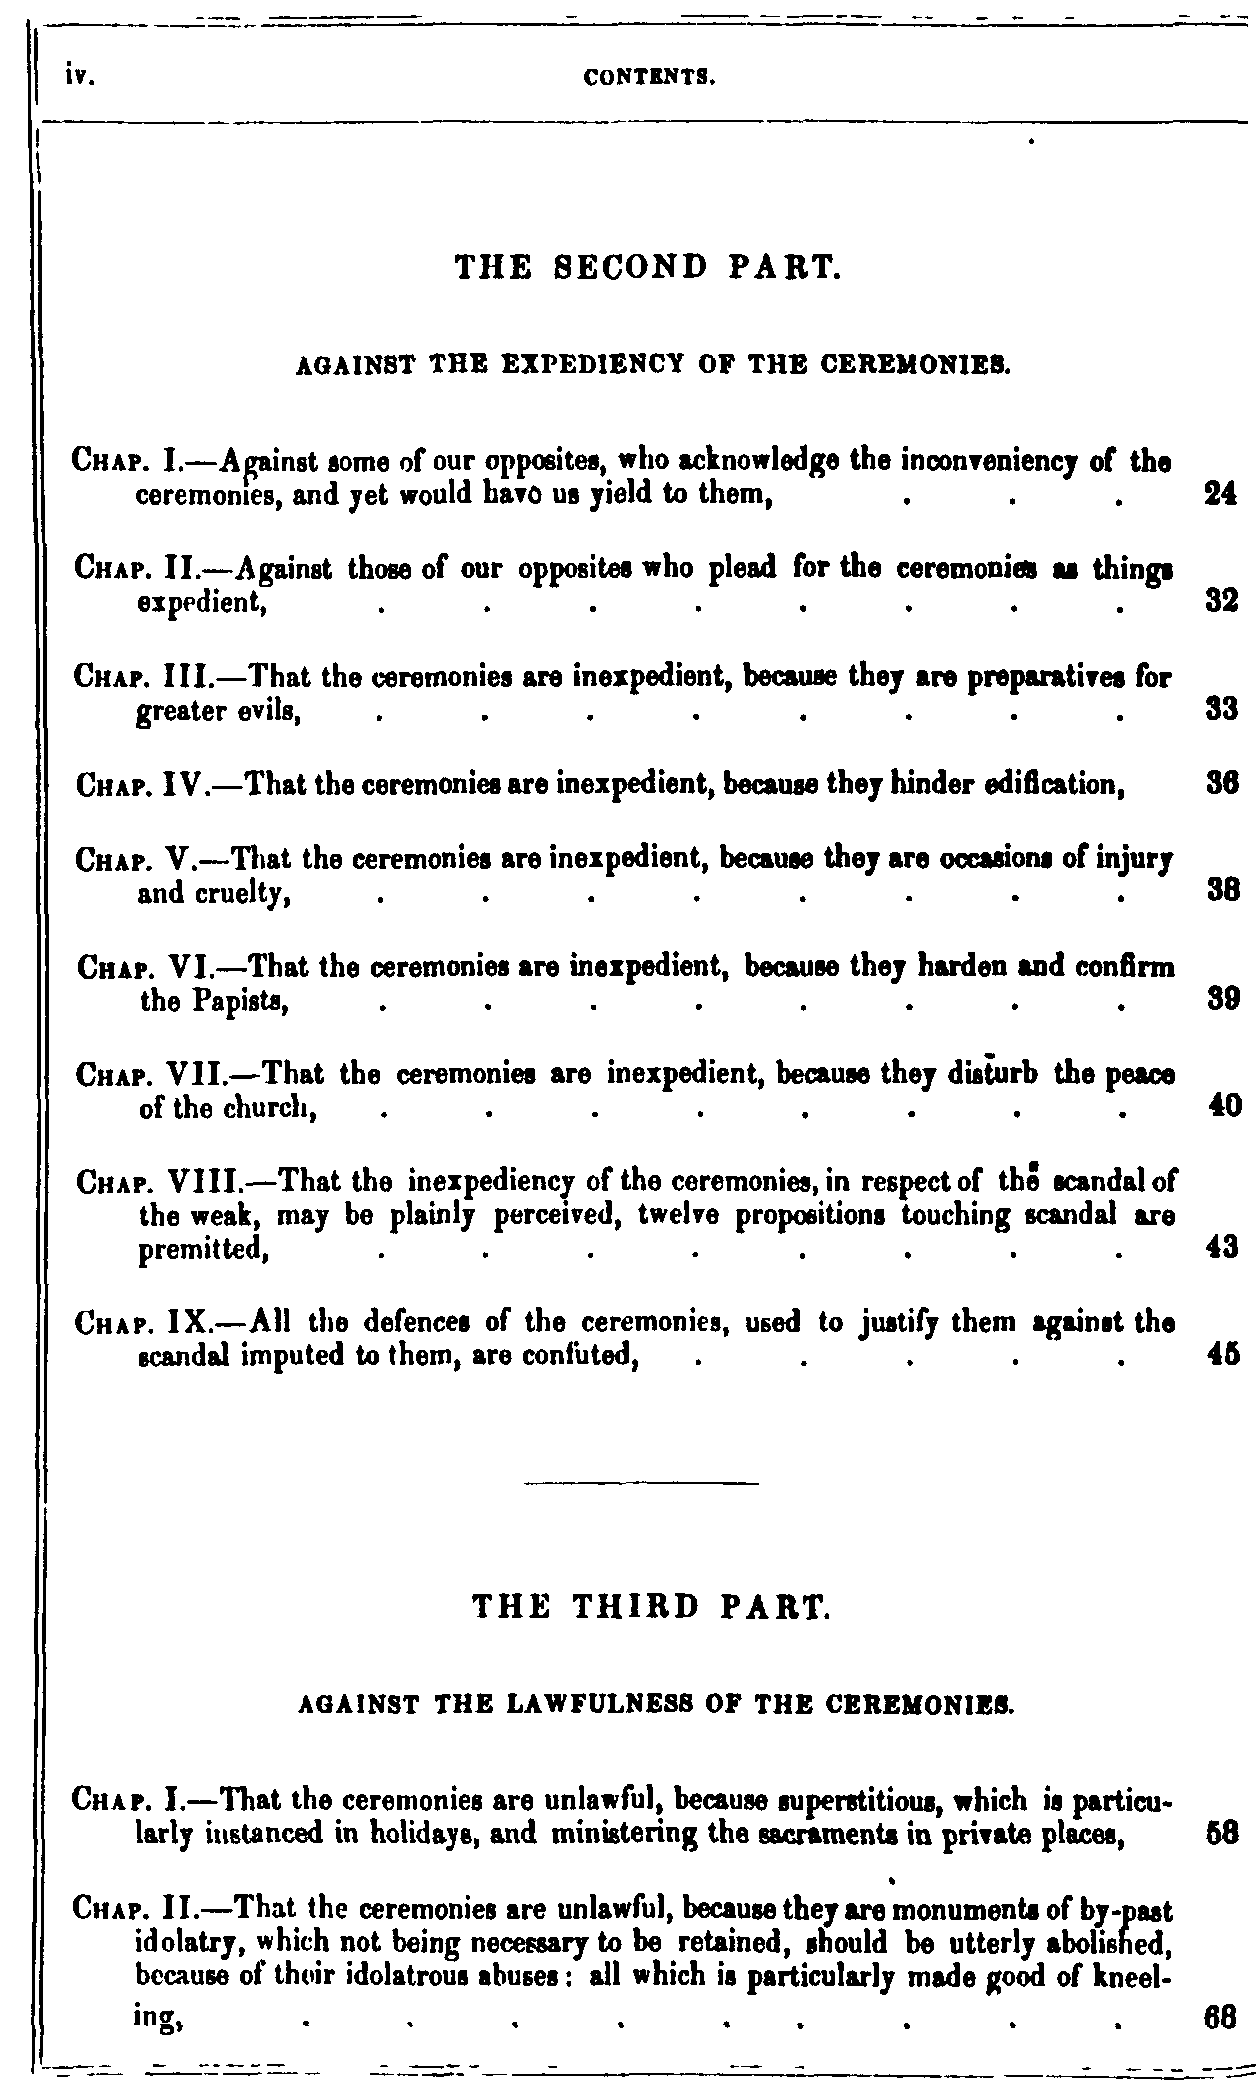 iv. CONTENTS.
THE SECOND PART.
AGAINST THE EXPEDIENCY OF THE CEREMONIES.
CHAP. I.—Against some of our opposites, who acknowledge the inconveniency of the
ceremonies, and yet would have us yield to them, . . . 24
CHAP. II.—Against those of our opposites who plead for the ceremonies as things
expedient, . . . . . . . . 32
CHAP. III.—That the ceremonies are inexpedient, because they are preparatives for
greater evils, . . . . . . . . 33
CHAP. IV.—That the ceremonies are inexpedient, because they hinder edification, 36
CHAP. V.—That the ceremonies are inexpedient, because they are occasions of injury
and cruelty, . . . . . . . . 38
CHAP. VI.—That the ceremonies are inexpedient, because they harden and confirm
the Papists, . . . . . . . . 39
CHAP. VII.—That the ceremonies are inexpedient, because they disturb the peace
of the church, . . . . . . . . 40
CHAP. VIII.—That the inexpediency of the ceremonies, in respect of the scandal of
the weak, may be plainly perceived, twelve propositions touching scandal are
premitted, . . . . . . . . 43
CHAP. IX.—All the defences of the ceremonies, used to justify them against the
scandal imputed to them, are confuted, . . . . . 45
THE THIRD PART.
AGAINST THE LAWFULNESS OF THE CEREMONIES.
CHAP. I.—That the ceremonies are unlawful, because superstitious, which is particu-
larly instanced in holidays, and ministering the sacraments in private places, 58
CHAP. II.—That the ceremonies are unlawful, because they are monuments of by-past
idolatry, which not being necessary to be retained, should be utterly abolished,
because of their idolatrous abuses: all which is particularly made good of kneel-
ing, . . . . . . . . . 68